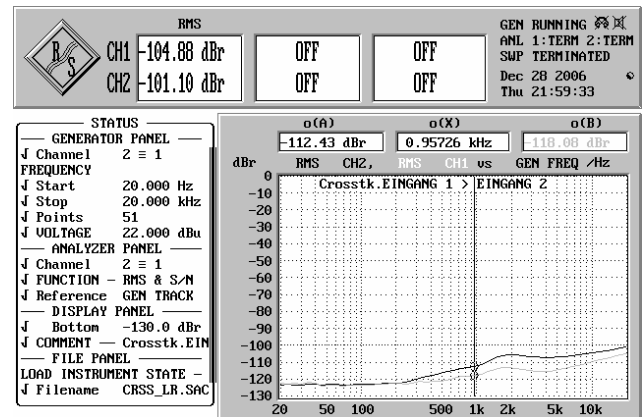 RMS
R S
CH1 -104.88 dBr
CH2 -101.10 dBr
OFF
OFF
OFF
OFF
GEN RUNNING
ANL 1:TERM 2:TERM
SWP TERMINATED
Dec 28 2006
Thu 21:59:33
STATUS
GENERATOR PANEL
Channel 2 ≡ 1
FREQUENCY
Start 20.000 Hz
Stop 20.000 kHz
Points 51
VOLTAGE 22.000 dBu
ANALYZER PANEL
Channel 2 ≡ 1
FUNCTION - RMS & S/N
Reference GEN TRACK
DISPLAY PANEL
Bottom -130.0 dBr
COMMENT - Crosstk.EIN
FILE PANEL
LOAD INSTRUMENT STATE -
Filename CRSS_LR.SAC
o(A) o(X) o(B)
-112.43 dBr 0.95726 kHz -118.08 dBr
dBr RMS CH2, RMS CH1 vs GEN FREQ /Hz
Crosstk.EINGANG 1 > EINGANG 2
0
-10
-20
-30
-40
-50
-60
-70
-80
-90
-100
-110
-120
-130
20 50 100 500 1k 2k 5k 10k